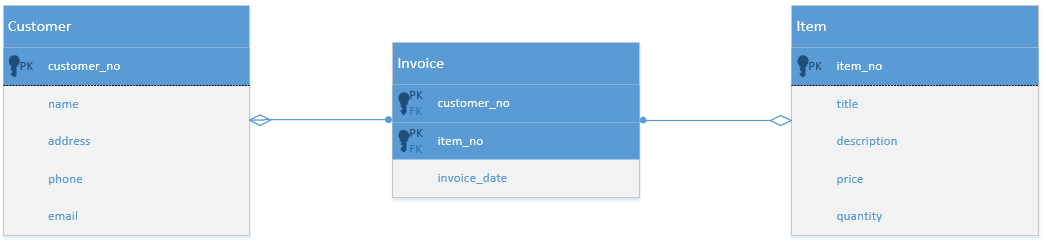 Customer
PK customer_no
name
address
phone
email
Invoice
PK
FK
customer_no
PK
FK
item_no
invoice_date
Item
PK item_no
title
description
price
quantity